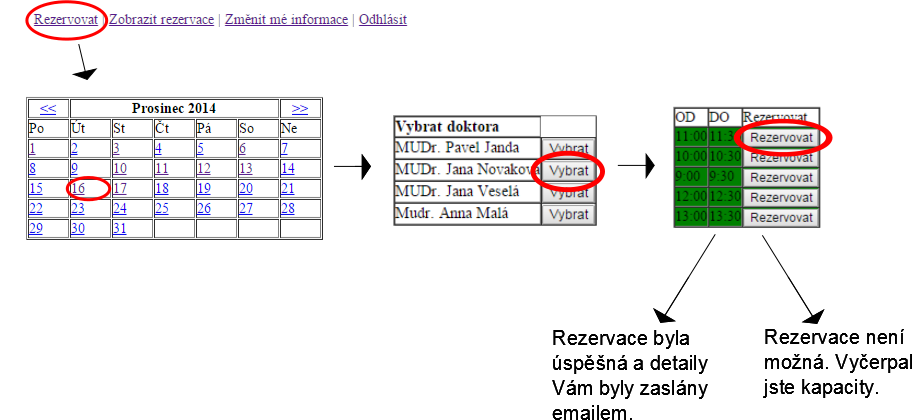 Rezervovat | Zobrazit rezervace | Změnit mé informace | Odhlásit
<< Prosinec 2014 >>
Po Út St Čt Pá So Ne
1 2 3 4 5 6 7
8 9 10 11 12 13 14
15 16 17 18 19 20 21
22 23 24 25 26 27 28
29 30 31
Vybrat doktora
MUDr. Pavel Janda Vybrat
MUDr. Jana Novakova Vybrat
MUDr. Jana Veselá Vybrat
Mudr. Anna Malá Vybrat
OD DO Rezervovat
11:00 11:30 Rezervovat
10:00 10:30 Rezervovat
9:00 9:30 Rezervovat
12:00 12:30 Rezervovat
13:00 13:30 Rezervovat
Rezervace byla
úspěšná a detaily
Vám byly zaslány
emailem.
Rezervace není
možná. Vyčerpal
jste kapacity.